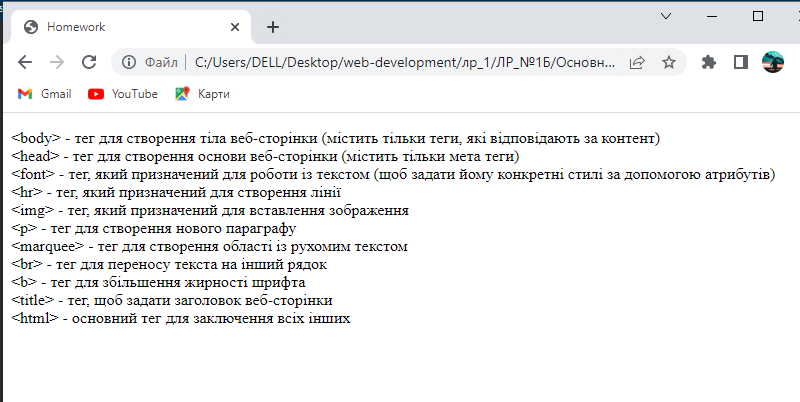 Homework
Файл C:/Users/DELL/Desktop/web-development/лр_1/ЛР_№1Б/Основн...
Gmail YouTube Карти
<body> - тег для створення тіла веб-сторінки (містить тільки теги, які відповідають за контент)
<head> - тег для створення основи веб-сторінки (містить тільки мета теги)
<font> - тег, який призначений для роботи із текстом (щоб задати йому конкретні стилі за допомогою атрибутів)
<hr> - тег, який призначений для створення лінії
<img> - тег, який призначений для вставлення зображення
<p> - тег для створення нового параграфу
<marquee> - тег для створення області із рухомим текстом
<br> - тег для переносу текста на інший рядок
<b> - тег для збільшення жирності шрифта
<title> - тег, щоб задати заголовок веб-сторінки
<html> - основний тег для заключення всіх інших